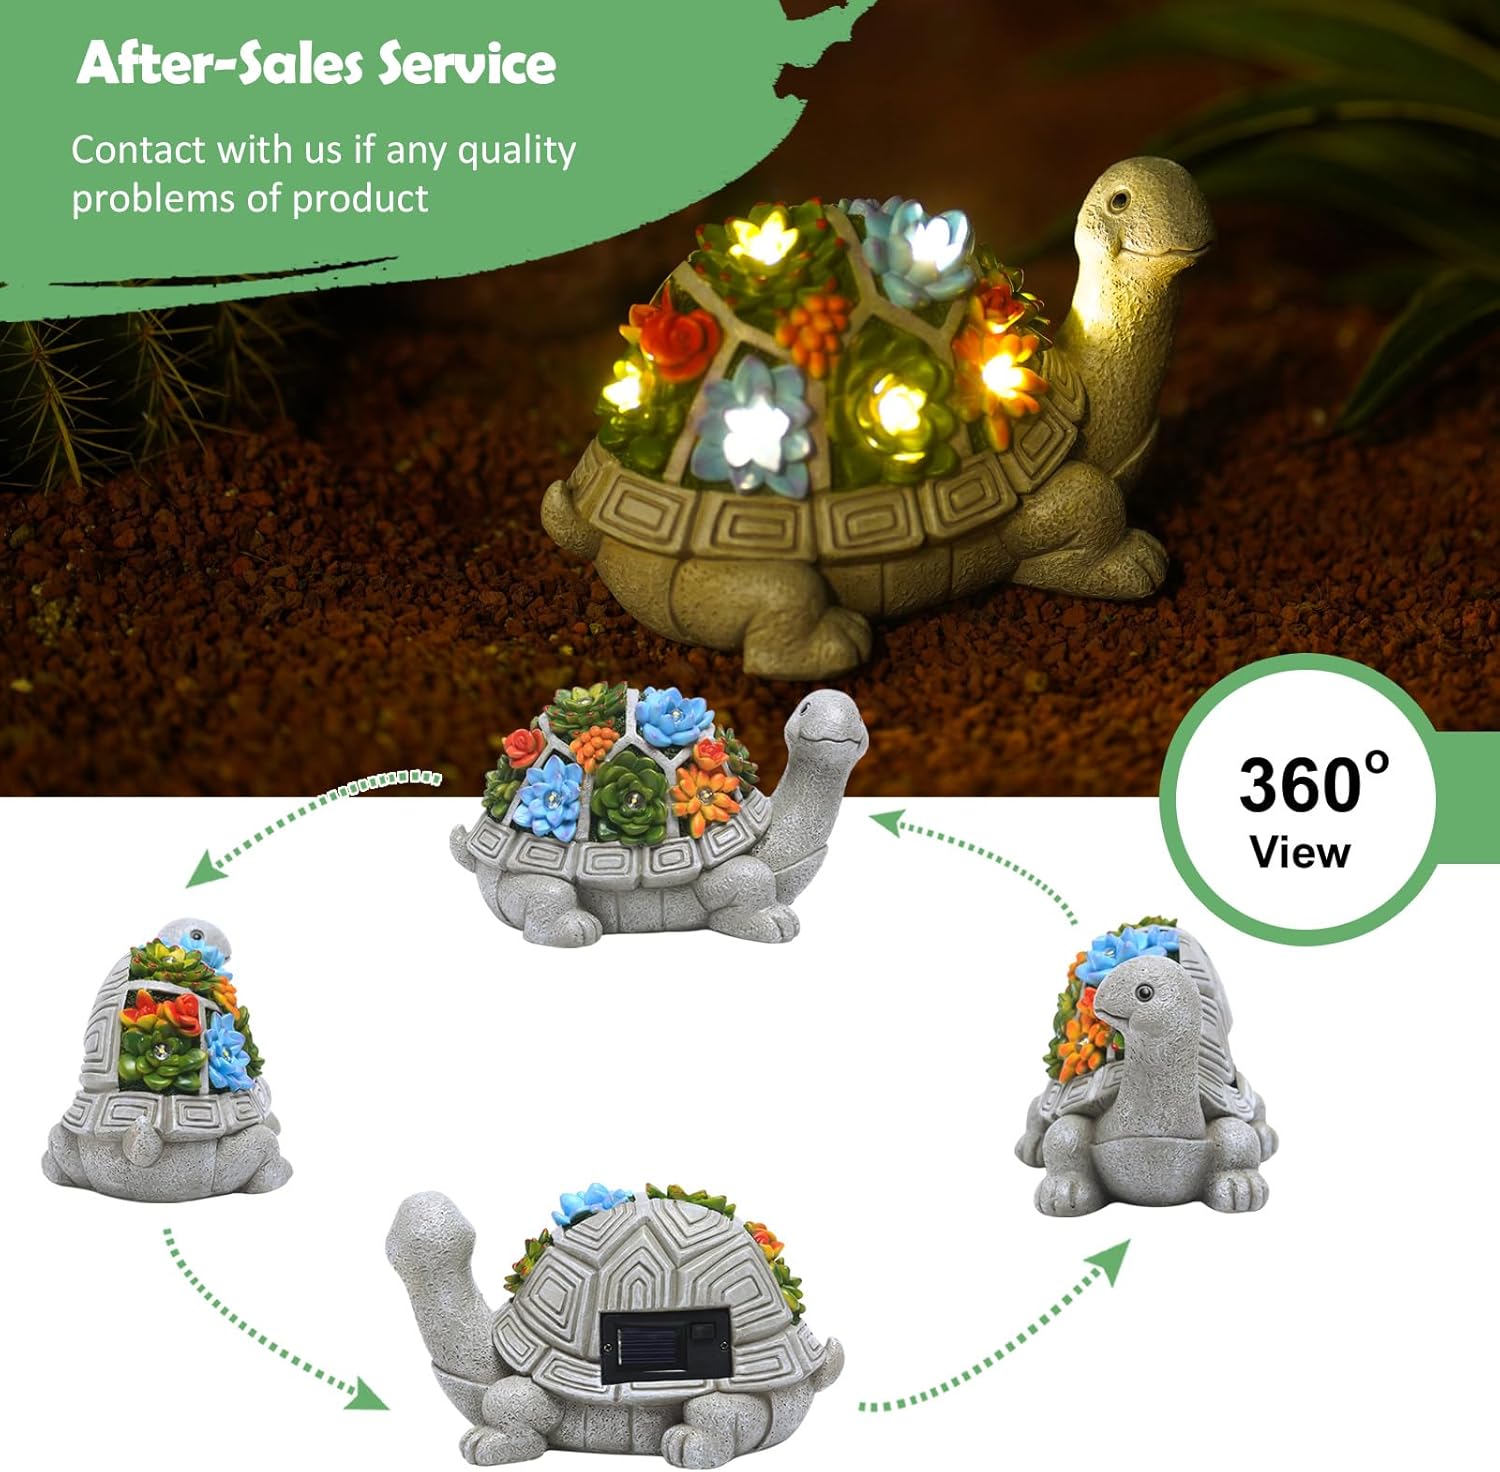 After-Sales Service
Contact with us if any quality
problems of product
360°
View